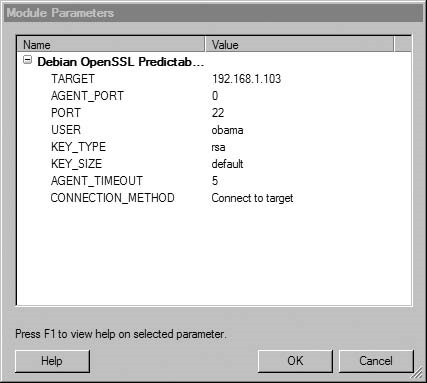 Module Parameters
Name Value
Debian OpenSSL Predictab...
TARGET 192.168.1.103
AGENT_PORT 0
PORT 22
USER obama
KEY_TYPE rsa
KEY_SIZE default
AGENT_TIMEOUT 5
CONNECTION_METHOD Connect to target
Press F1 to view help on selected parameter.
Help OK Cancel